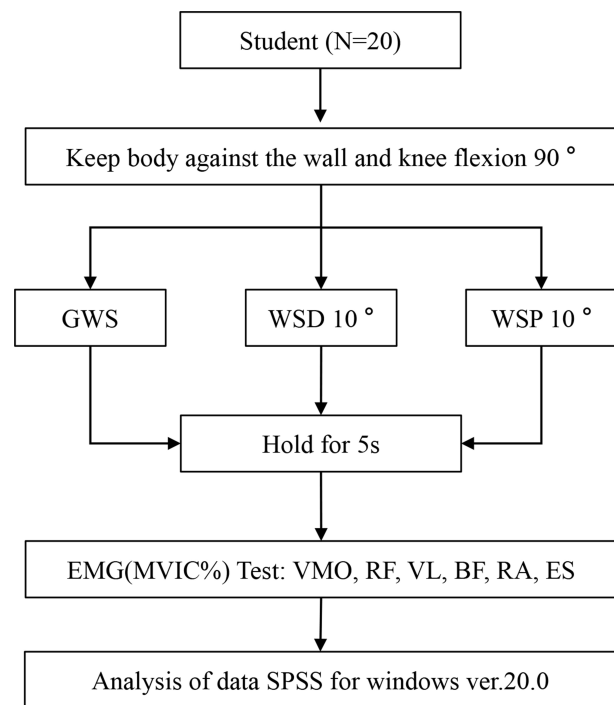 Student (N=20)
Keep body against the wall and knee flexion 90 °
GWS
WSD 10 °
WSP 10 °
Hold for 5s
EMG(MVIC%) Test: VMO, RF, VL, BF, RA, ES
Analysis of data SPSS for windows ver.20.0